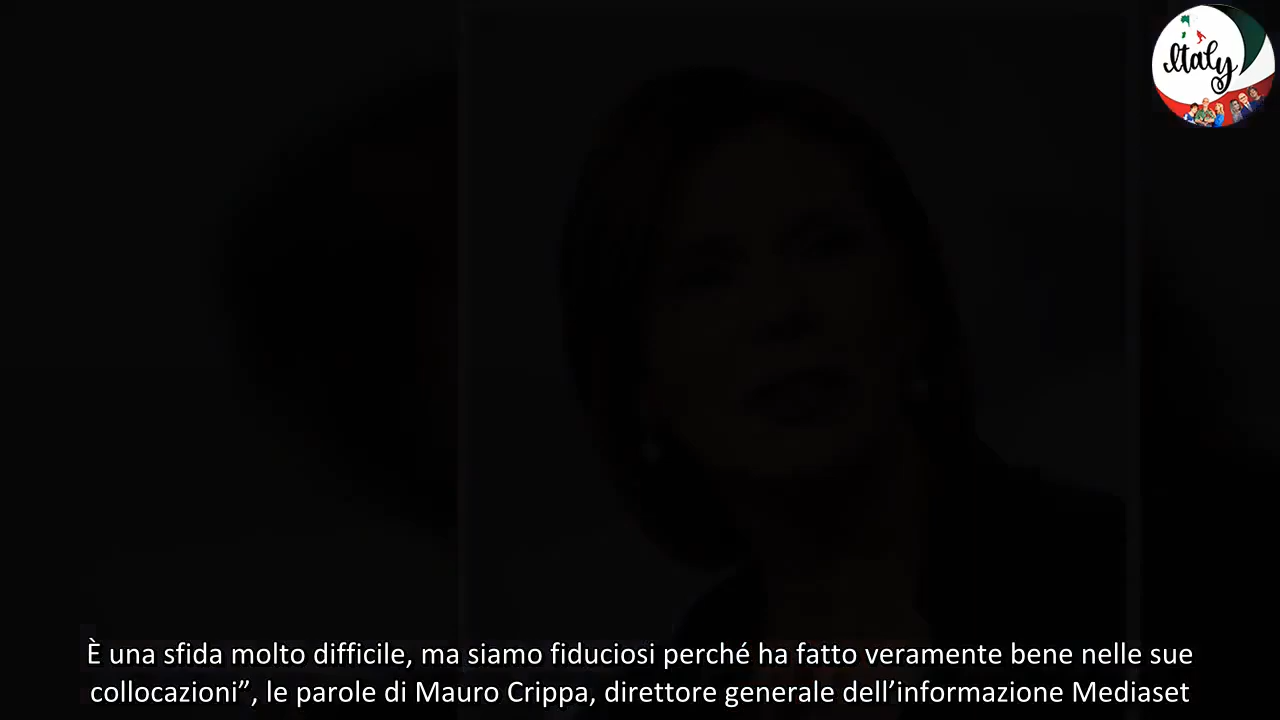 Italy
È una sfida molto difficile, ma siamo fiduciosi perché ha fatto veramente bene nelle sue
collocazioni”, le parole di Mauro Crippa, direttore generale dell’informazione Mediaset